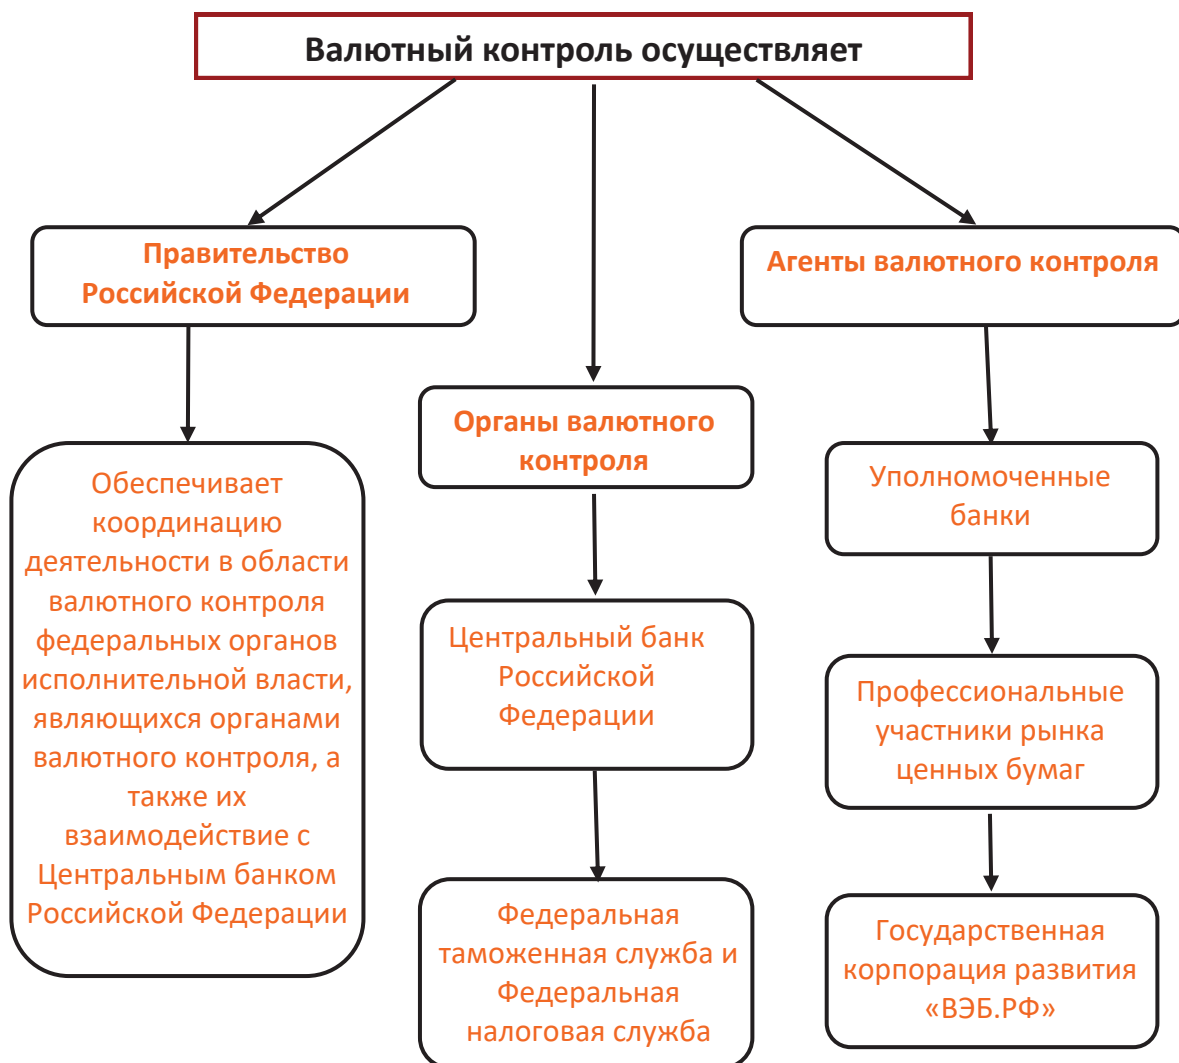 Валютный контроль осуществляет
Правительство
Российской Федерации
Обеспечивает
координацию
деятельности в области
валютного контроля
федеральных органов
исполнительной власти,
являющихся органами
валютного контроля, а
также их
взаимодействие с
Центральным банком
Российской Федерации
Органы валютного
контроля
Центральный банк
Российской
Федерации
Федеральная
таможенная служба и
Федеральная
налоговая служба
Агенты валютного контроля
Уполномоченные
банки
Профессиональные
участники рынка
ценных бумаг
Государственная
корпорация развития
«ВЭБ.РФ»